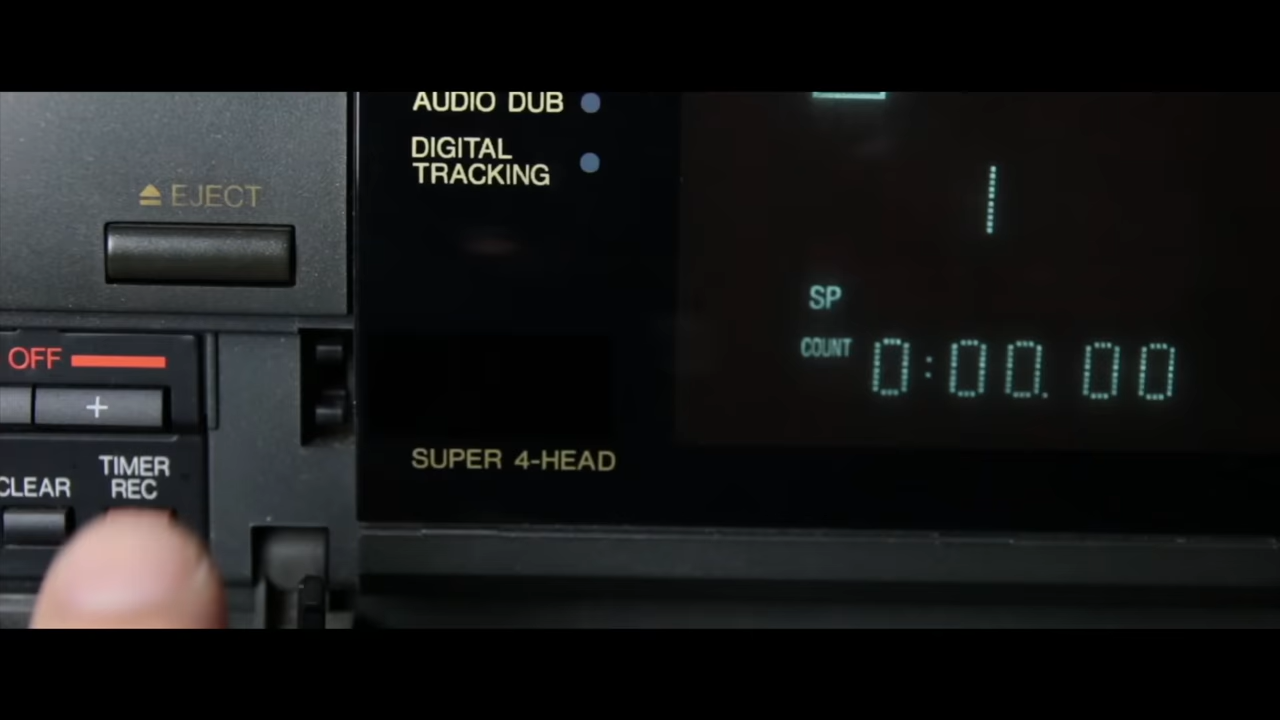 AUDIO DUB
DIGITAL
TRACKING
EJECT
SP
COUNT 0:00.00
OFF
+
SUPER 4-HEAD
CLEAR
TIMER
REC